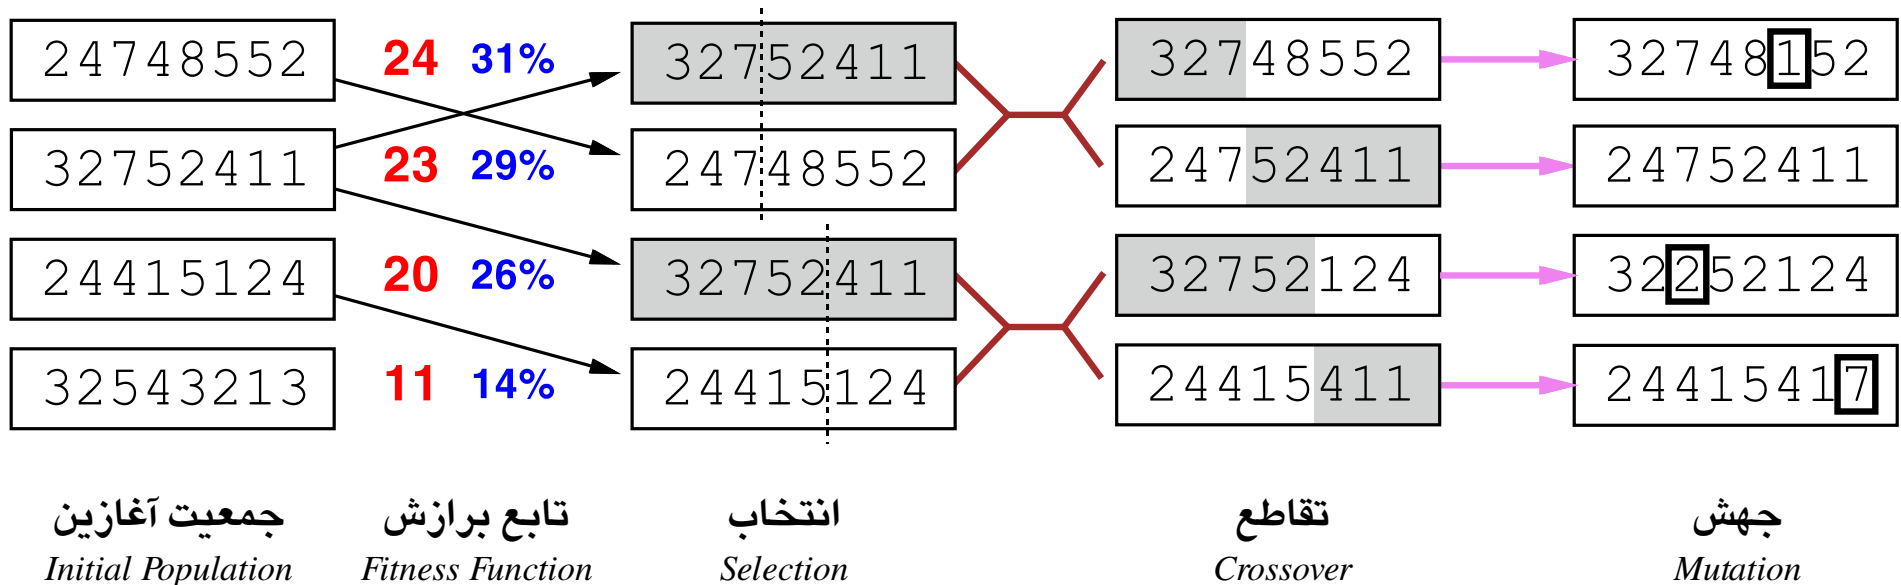 24748552 24 31% 32752411 32748552 32748152
32752411 23 29% 24748552 24752411 24752411
24415124 20 26% 32752411 32752124 32252124
32543213 11 14% 24415124 24415411 24415417
جمعیت آغازین تابع برازش انتخاب تقاطع جهش
Initial Population Fitness Function Selection Crossover Mutation